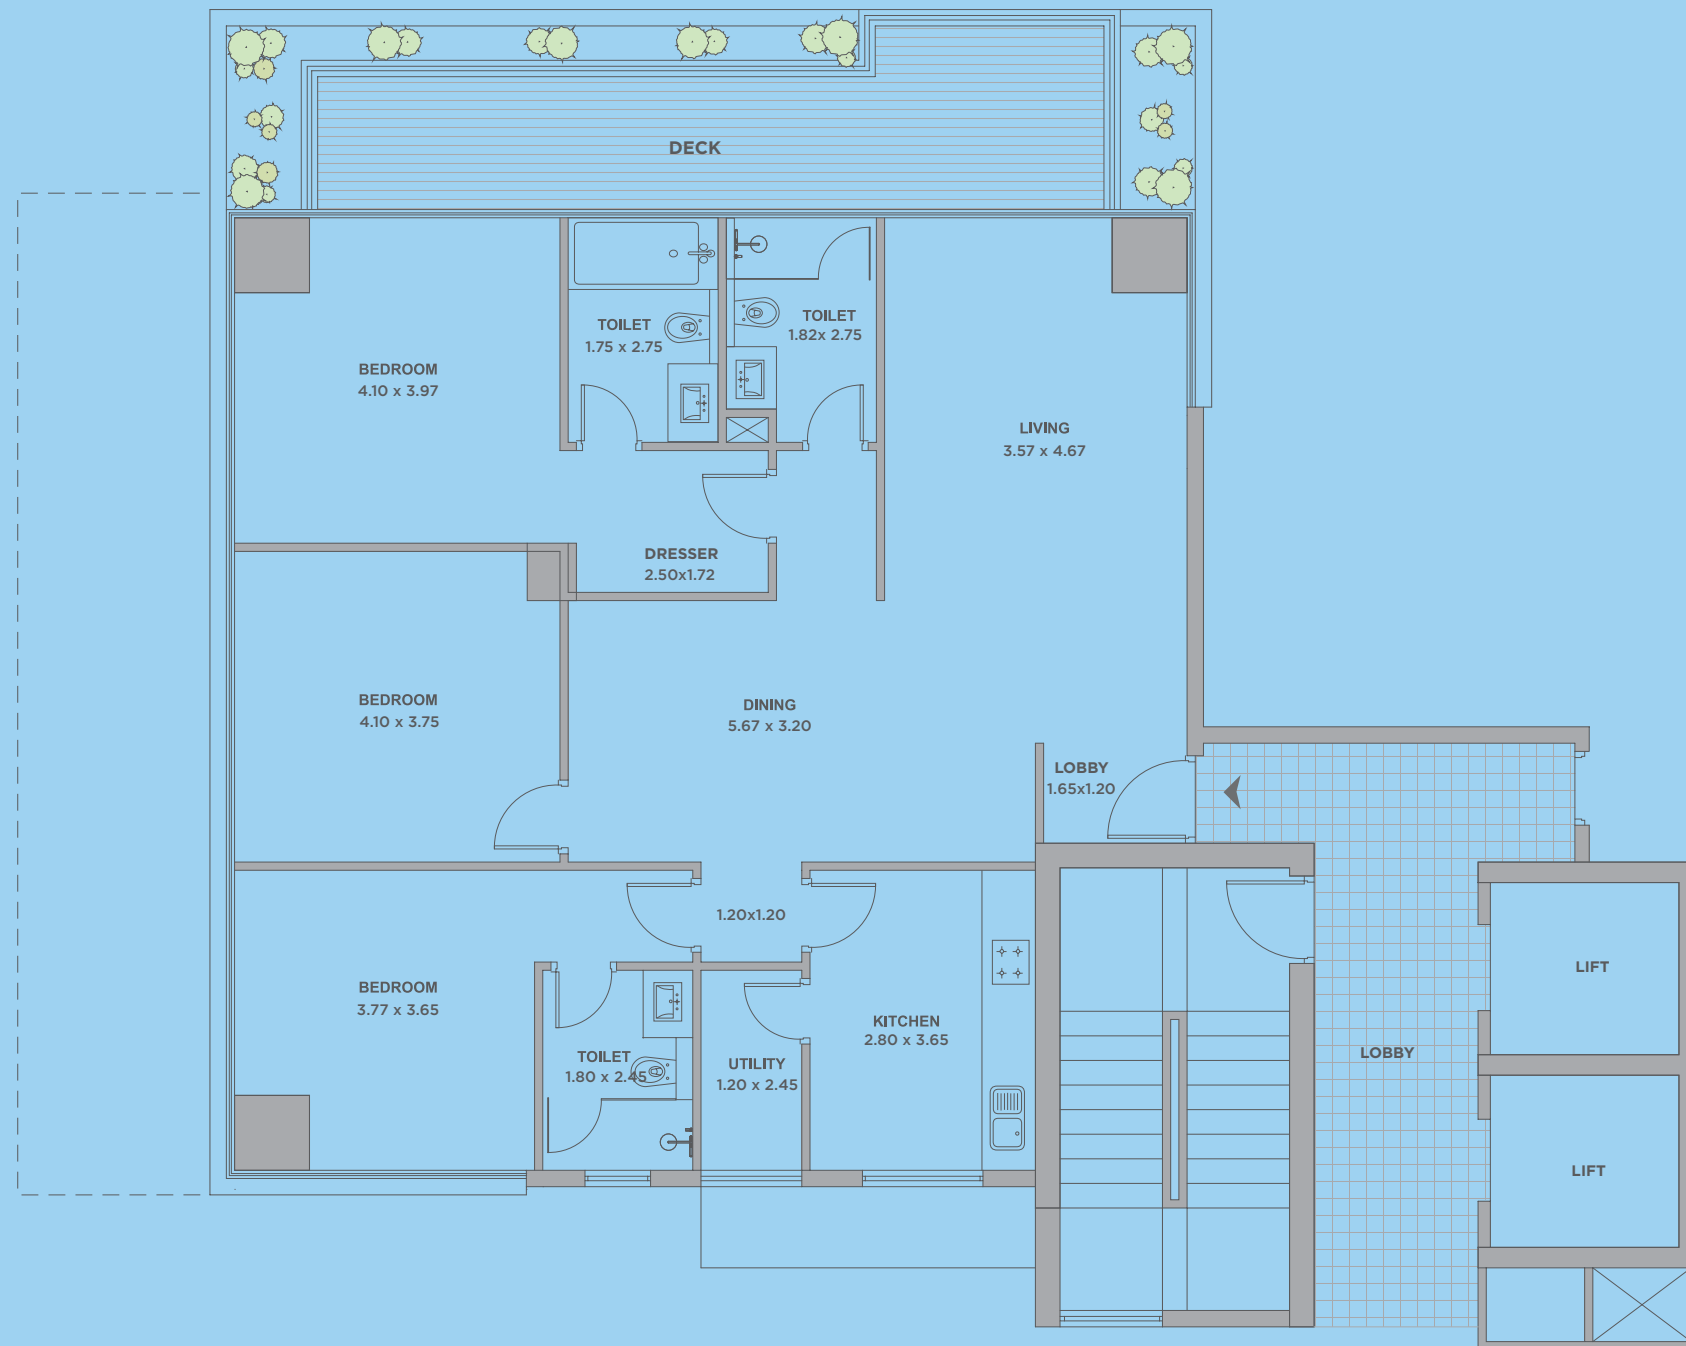 DECK
TOILET
1.75 x 2.75
TOILET
1.82x 2.75
BEDROOM
4.10 x 3.97
LIVING
3.57 x 4.67
DRESSER
2.50x1.72
BEDROOM
4.10 x 3.75
DINING
5.67 x 3.20
LOBBY
1.65x1.20
1.20x1.20
BEDROOM
3.77 x 3.65
KITCHEN
2.80 x 3.65
TOILET
1.80 x 2.45
UTILITY
1.20 x 2.45
LOBBY
LIFT
LIFT